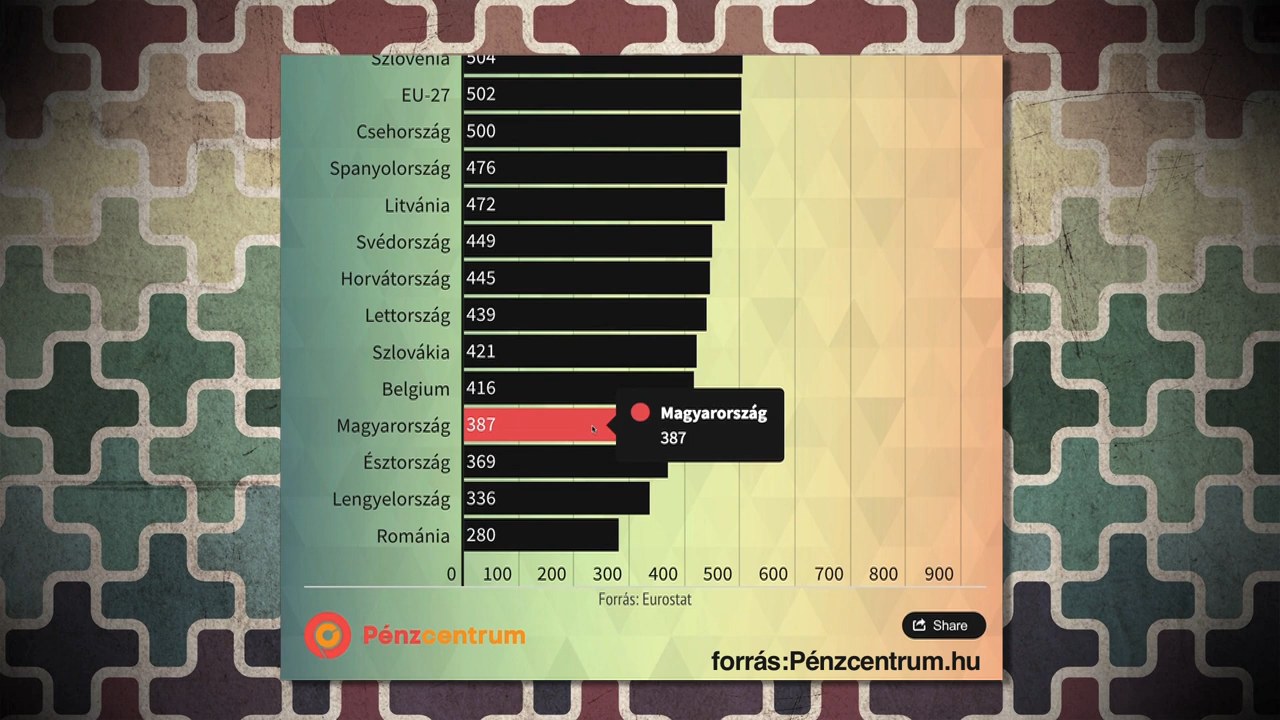 Szlovénia 504
EU-27 502
Csehország 500
Spanyolország 476
Litvánia 472
Svédország 449
Horvátország 445
Lettország 439
Szlovákia 421
Belgium 416
Magyarország 387
Magyarország
387
Észtország 369
Lengyelország 336
Románia 280
0 100 200 300 400 500 600 700 800 900
Forrás: Eurostat
Pénzcentrum
Share
forrás:Pénzcentrum.hu